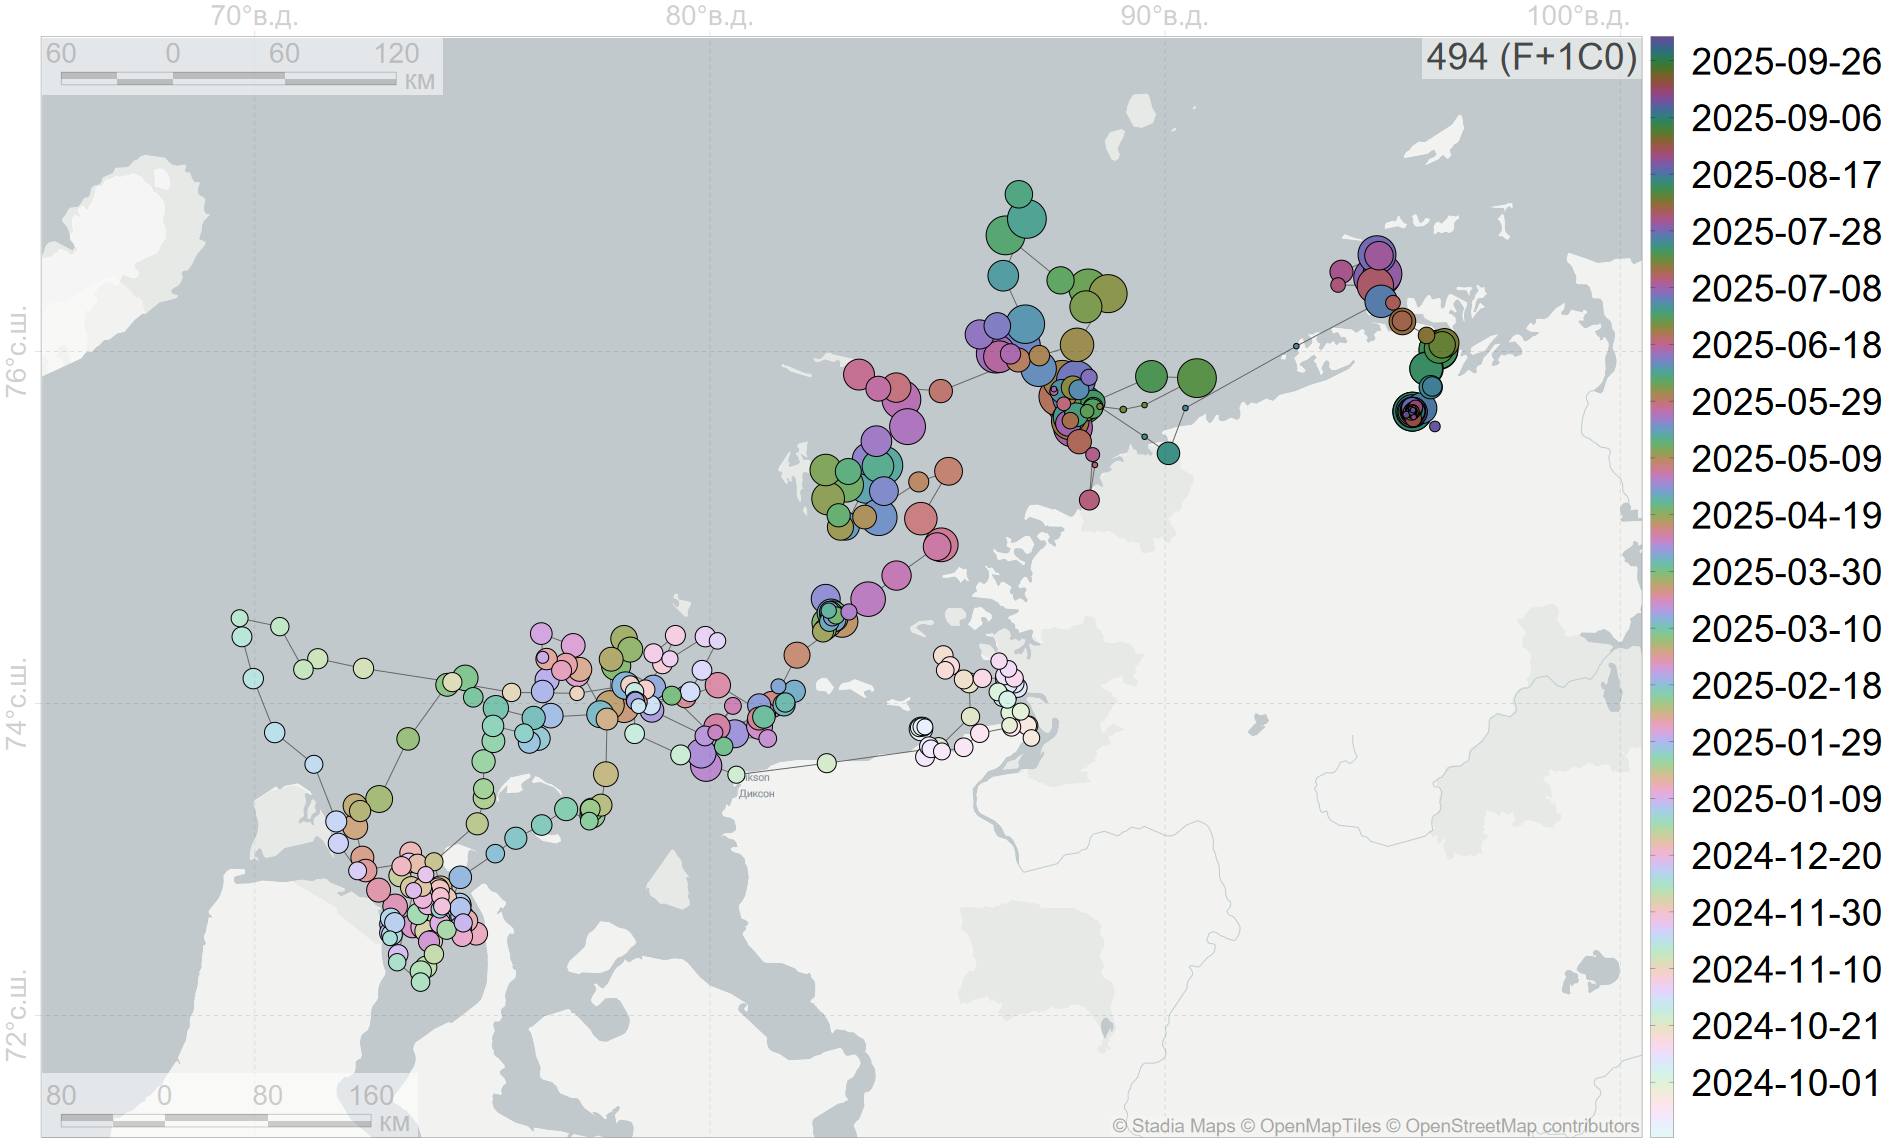 70°в.д.
80°в.д.
90°в.д.
100°в.д.
60 0 60 120
км
494 (F+1C0)
76°с.ш.
74°с.ш.
72°с.ш.
ikson
Диксон
80 0 80 160
км
© Stadia Maps © OpenMapTiles © OpenStreetMap contributors
2025-09-26
2025-09-06
2025-08-17
2025-07-28
2025-07-08
2025-06-18
2025-05-29
2025-05-09
2025-04-19
2025-03-30
2025-03-10
2025-02-18
2025-01-29
2025-01-09
2024-12-20
2024-11-30
2024-11-10
2024-10-21
2024-10-01